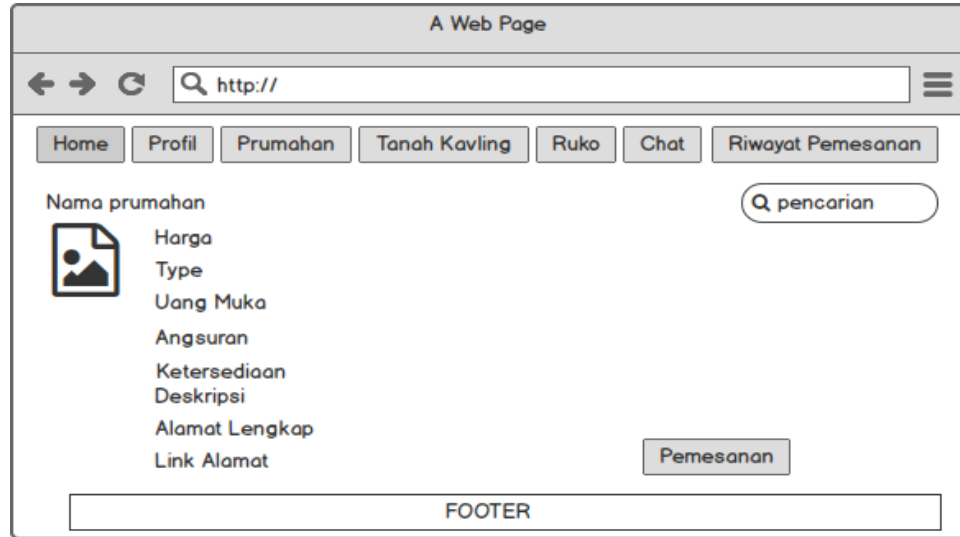 A Web Page
http://
Home Profil Prumahan Tanah Kavling Ruko Chat Riwayat Pemesanan
Nama prumahan
pencarian
Harga
Type
Uang Muka
Angsuran
Ketersediaan
Deskripsi
Alamat Lengkap
Link Alamat
Pemesanan
FOOTER